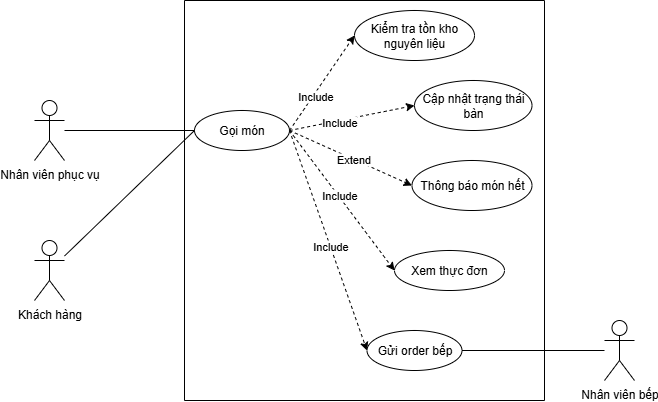 Kiểm tra tồn kho
nguyên liệu
Include
Cập nhật trạng thái
bàn
Include
Gọi món
Extend
Nhân viên phục vụ
Thông báo món hết
Include
Include
Xem thực đơn
Khách hàng
Gửi order bếp
Nhân viên bếp